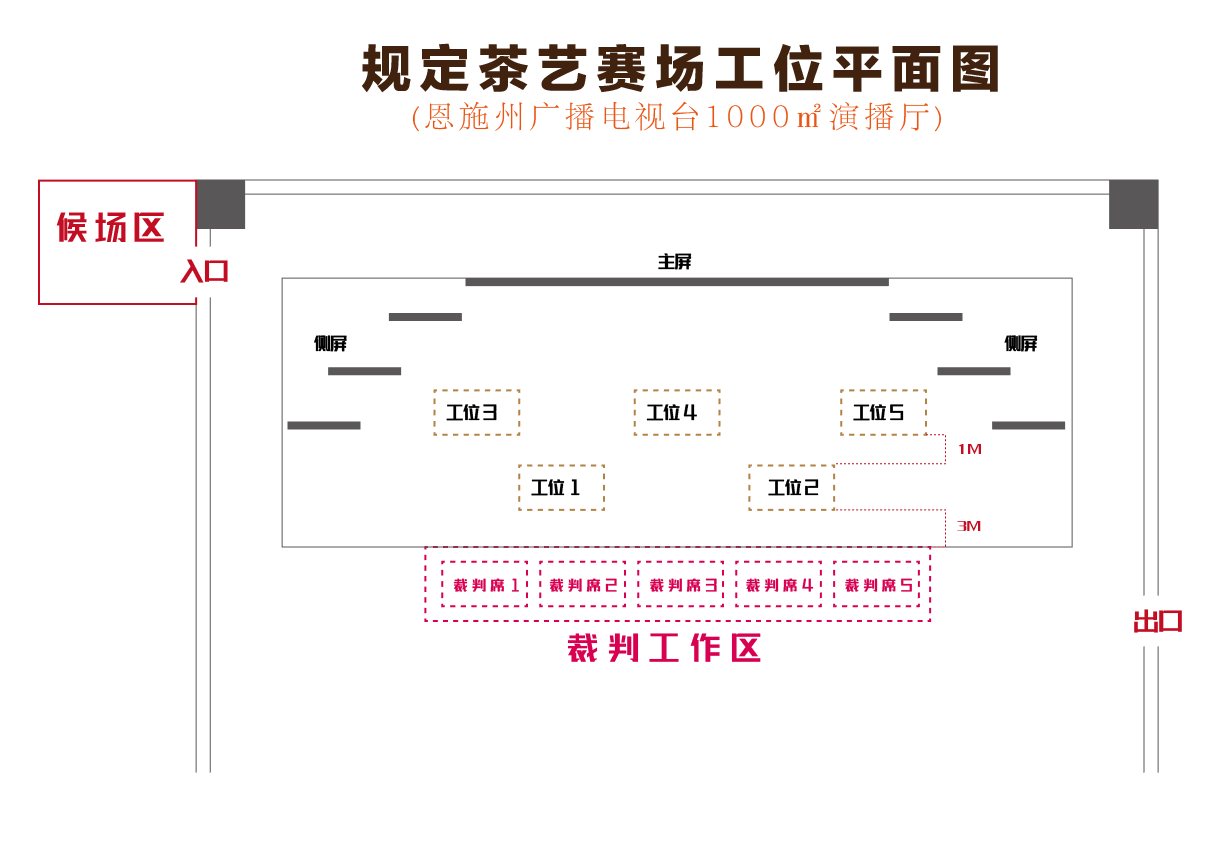 规定茶艺赛场工位平面图
(恩施州广播电视台1000㎡演播厅)
候场区
入口
主屏
侧屏
侧屏
工位3
工位4
工位5
1M
工位1
工位2
3M
裁判席1
裁判席2
裁判席3
裁判席4
裁判席5
出口
裁判工作区